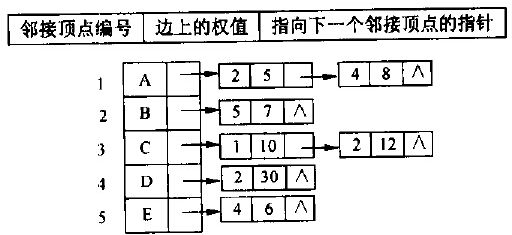 邻接顶点编号 边上的权值 指向下一个邻接顶点的指针
1 A 2 5 4 8 ∧
2 B 5 7 ∧
3 C 1 10 2 12 ∧
4 D 2 30 ∧
5 E 4 6 ∧